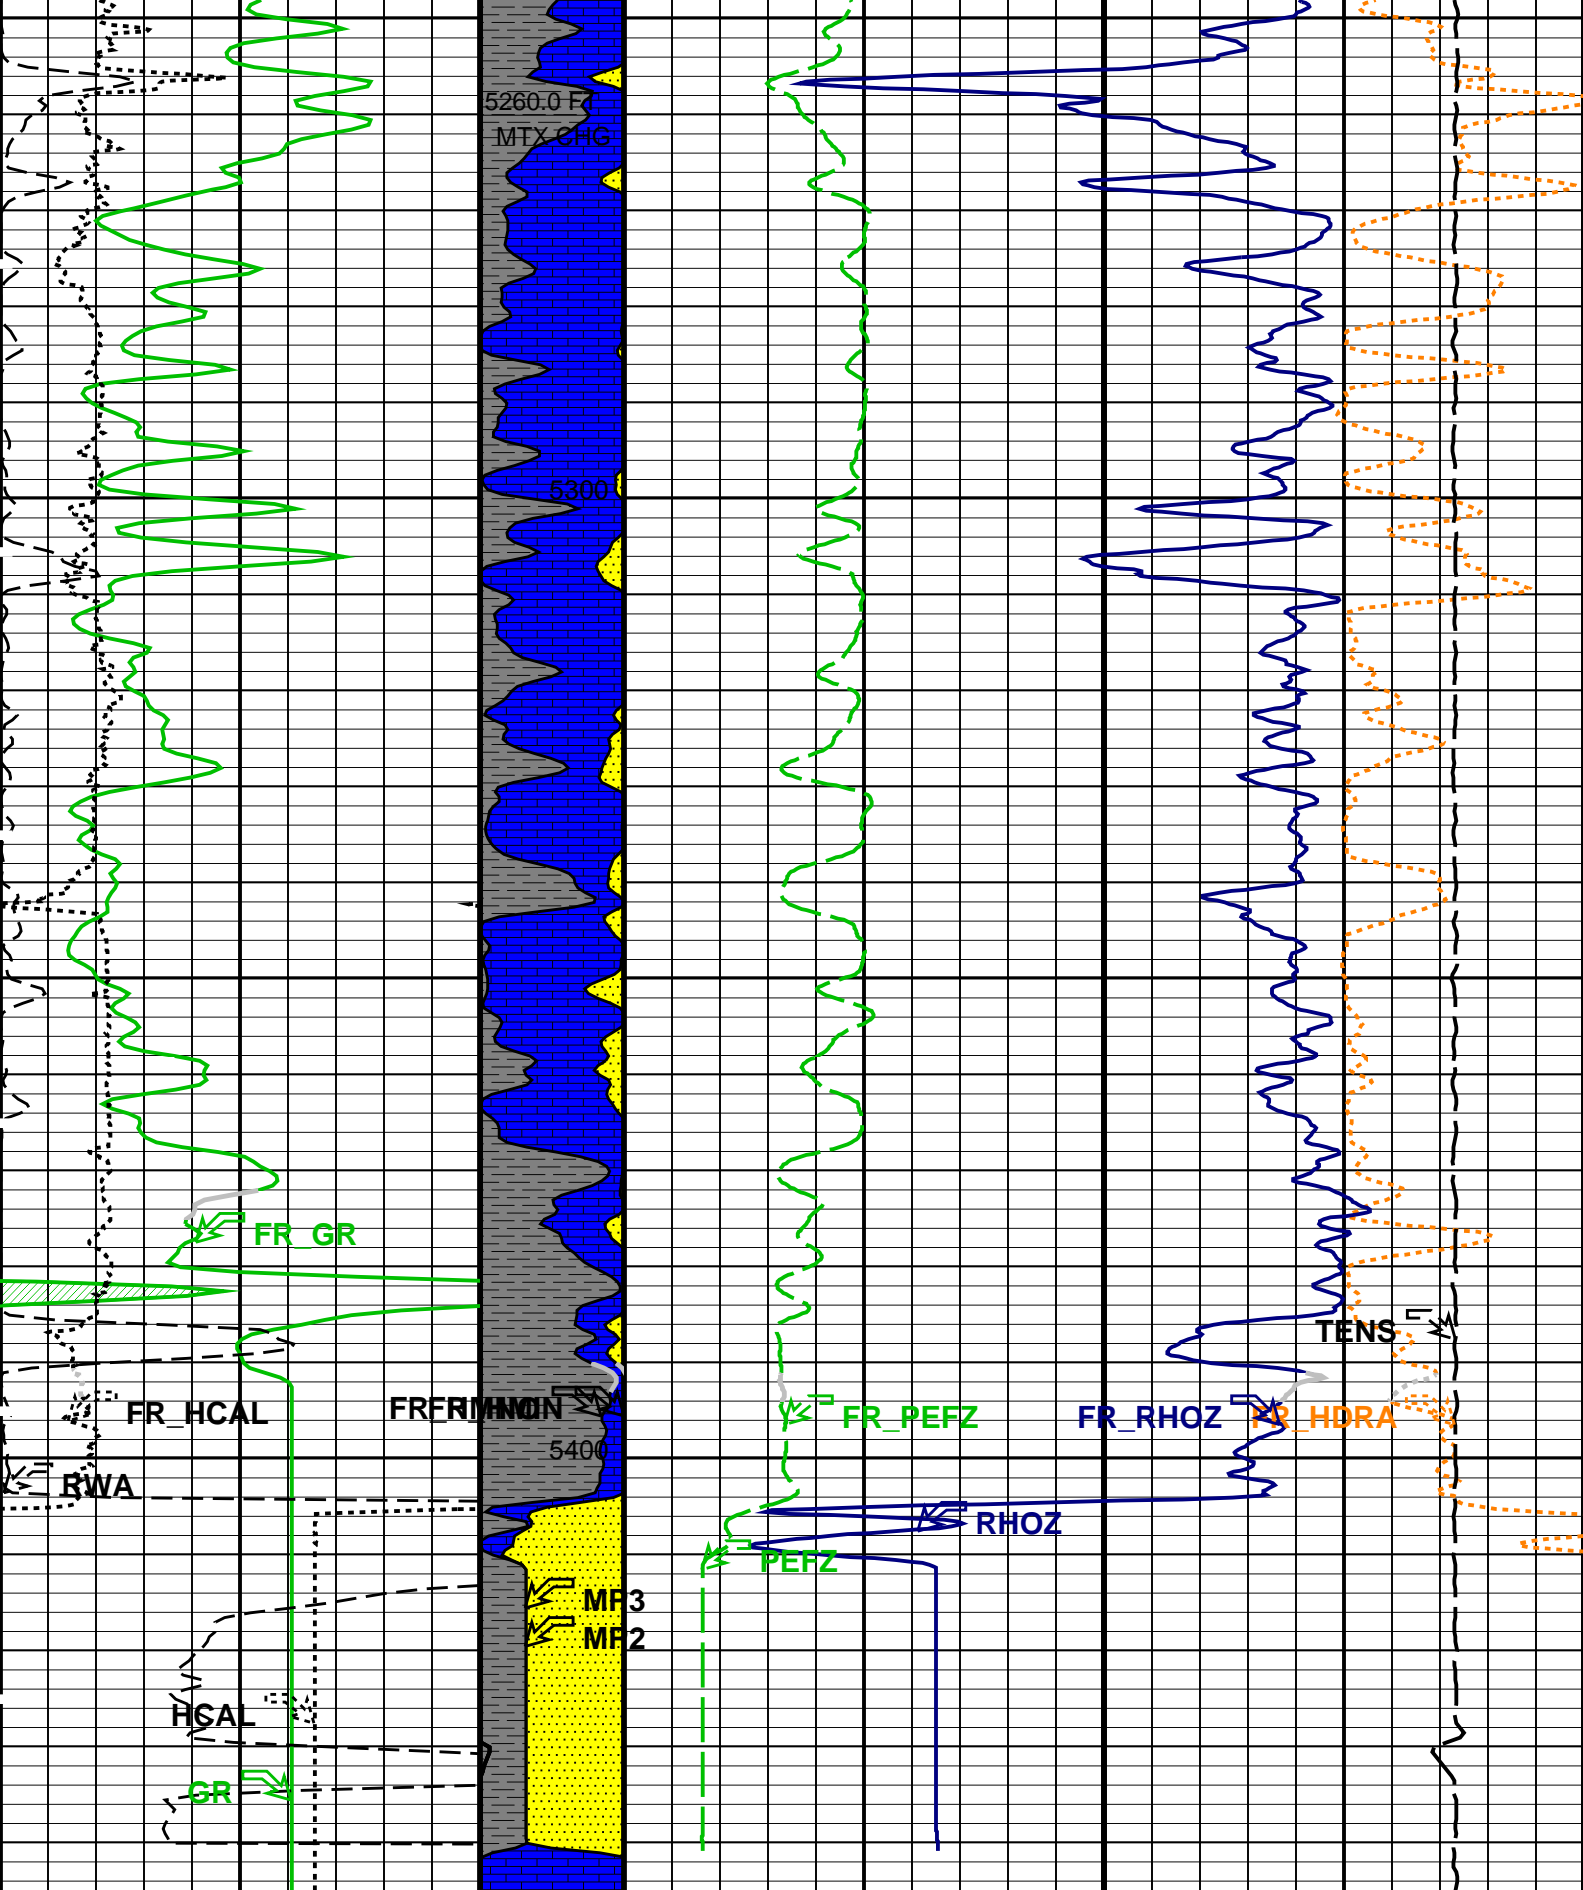 5260.0 FT
MTX CHG
5300
FR_GR
TENS
FR_HCAL
FR_PEFZ
FR_RHOZ
FR_HDRA
5400
RWA
RHOZ
PEFZ
MP3
MP2
HCAL
GR